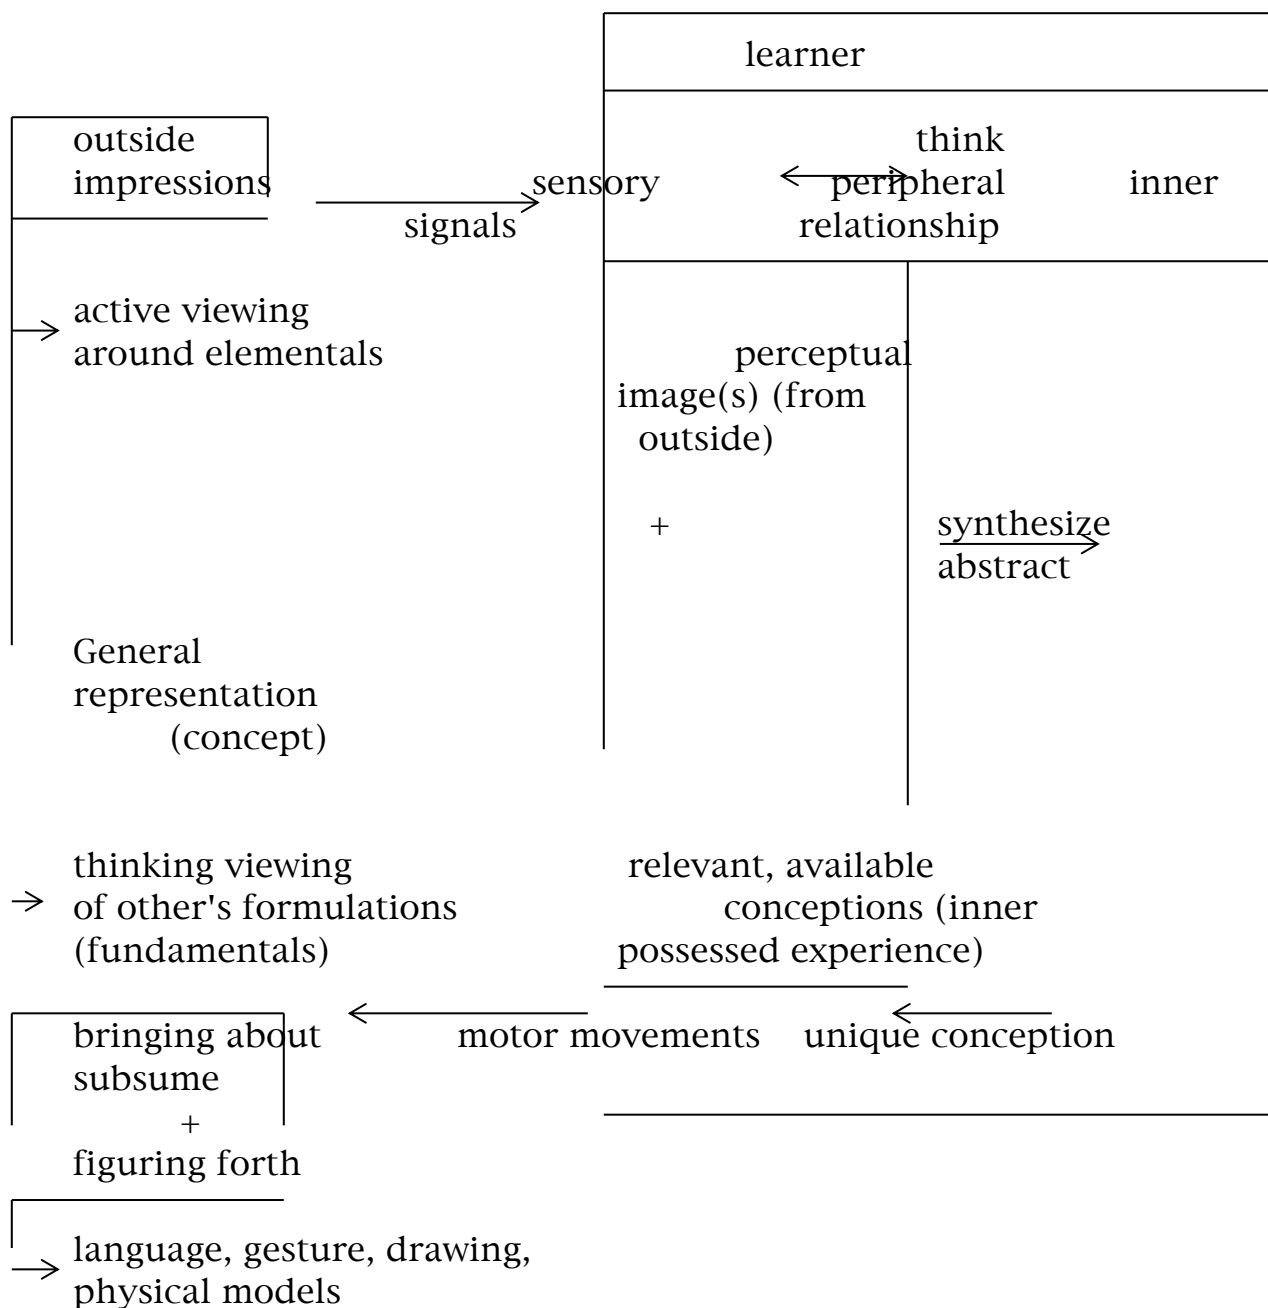 learner
outside think
impressions sensory peripheral inner
signals relationship
active viewing
around elementals perceptual
image(s) (from
outside)
+ synthesize
abstract
General
representation
(concept)
thinking viewing relevant, available
of other's formulations conceptions (inner
(fundamentals) possessed experience)
bringing about motor movements unique conception
subsume
+
figuring forth
language, gesture, drawing,
physical models